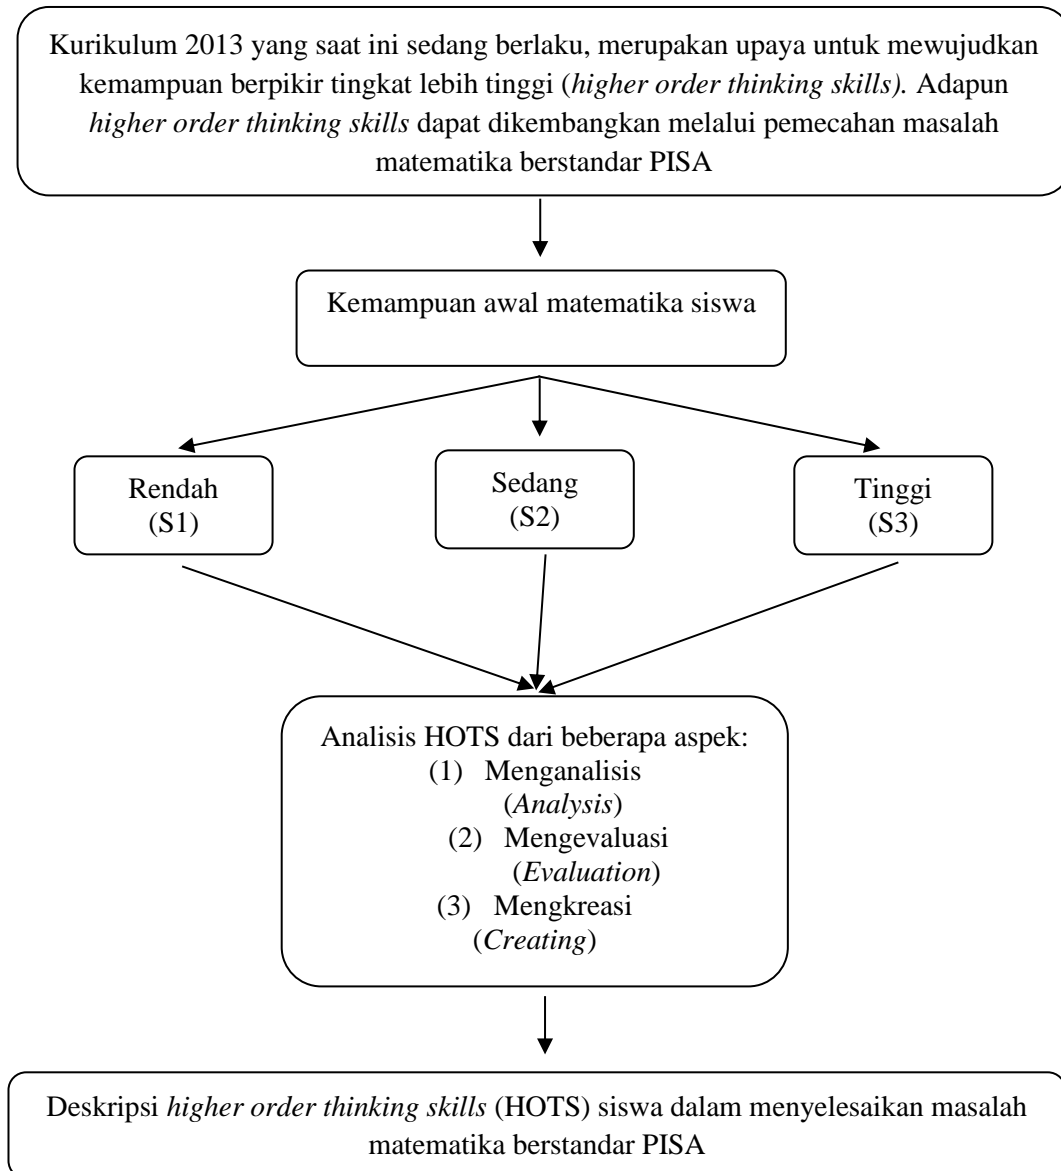 Kurikulum 2013 yang saat ini sedang berlaku, merupakan upaya untuk mewujudkan
kemampuan berpikir tingkat lebih tinggi (higher order thinking skills). Adapun
higher order thinking skills dapat dikembangkan melalui pemecahan masalah
matematika berstandar PISA
Kemampuan awal matematika siswa
Rendah
(S1)
Sedang
(S2)
Tinggi
(S3)
Analisis HOTS dari beberapa aspek:
(1) Menganalisis
(Analysis)
(2) Mengevaluasi
(Evaluation)
(3) Mengkreasi
(Creating)
Deskripsi higher order thinking skills (HOTS) siswa dalam menyelesaikan masalah
matematika berstandar PISA